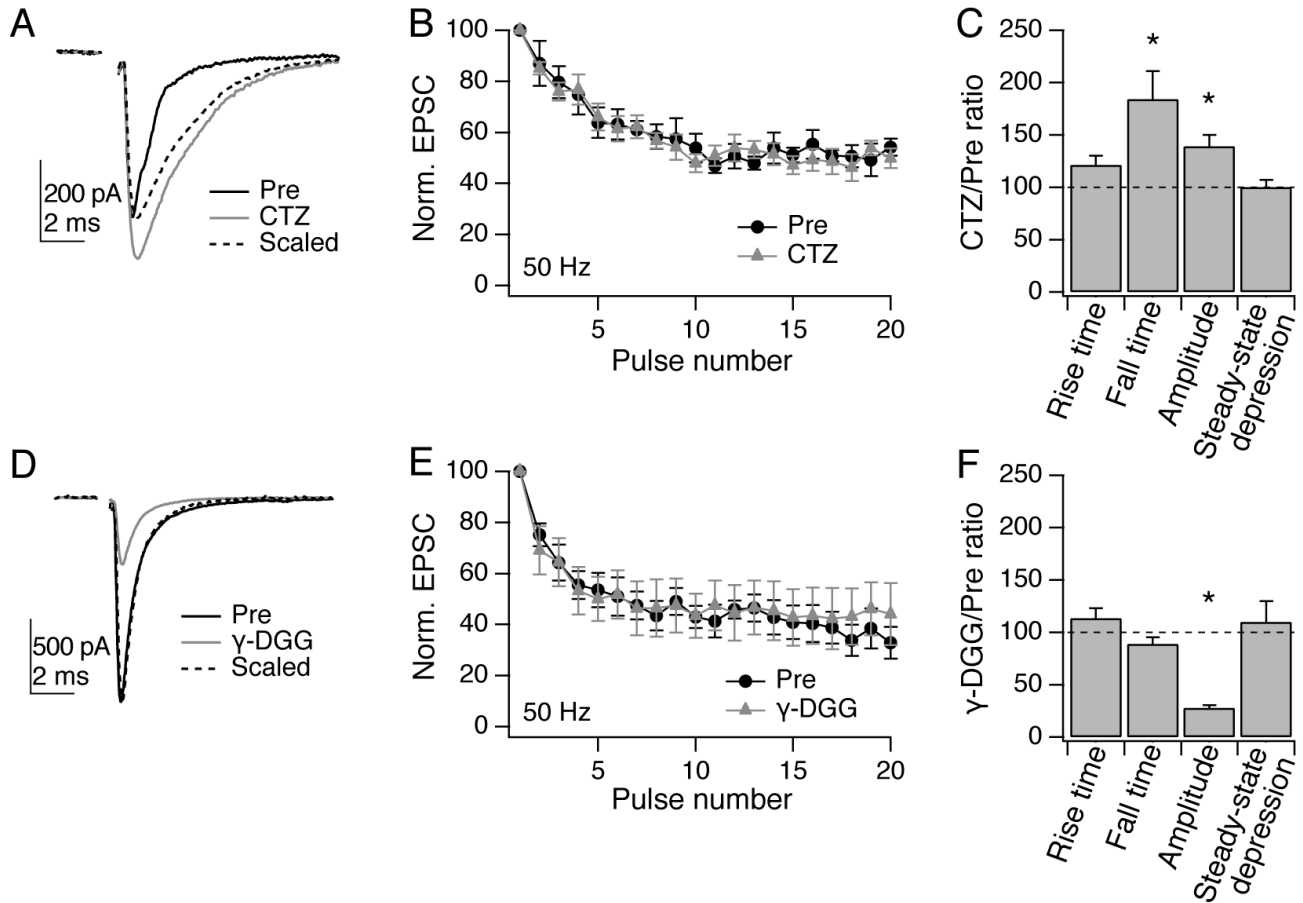 A
200 pA
2 ms
Pre
CTZ
Scaled
B
Norm. EPSC
100
80
60
40
20
0
Pre
CTZ
50 Hz
5
10
15
20
Pulse number
C
CTZ/Pre ratio
250
200
150
100
50
0
*
*
Rise time
Fall time
Amplitude
Steady-state
depression
D
500 pA
2 ms
Pre
γ-DGG
Scaled
E
Norm. EPSC
100
80
60
40
20
0
Pre
γ-DGG
50 Hz
5
10
15
20
Pulse number
F
γ-DGG/Pre ratio
250
200
150
100
50
0
*
Rise time
Fall time
Amplitude
Steady-state
depression